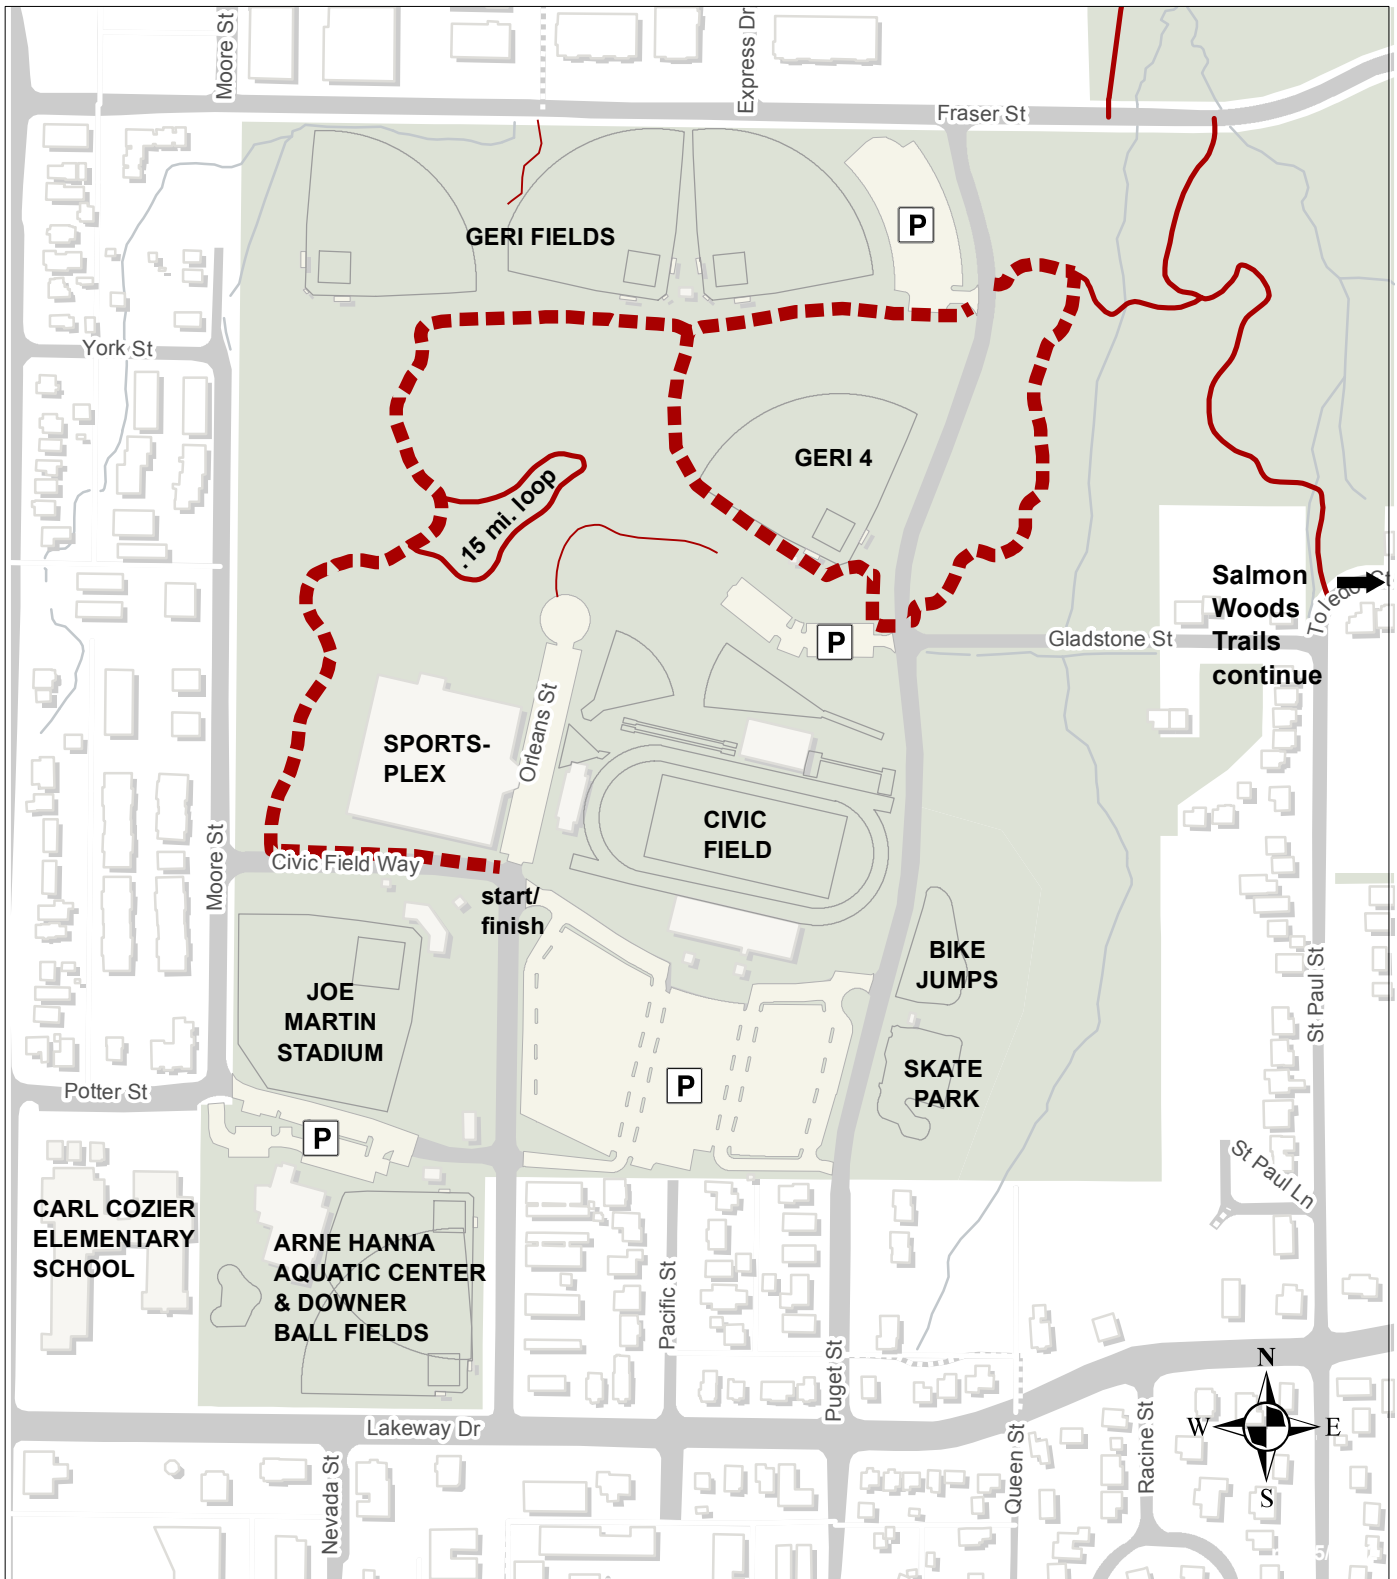 Moore St
Express Dr
Fraser St
P
GERI FIELDS
York St
GERI 4
.15 mi. loop
Salmon
Woods
Trails
continue
Toledo St
P
Gladstone St
Orleans St
SPORTS-
PLEX
CIVIC
FIELD
Moore St
Civic Field Way
start/
finish
BIKE
JUMPS
St Paul St
JOE
MARTIN
STADIUM
SKATE
PARK
Potter St
P
P
St Paul Ln
CARL COZIER
ELEMENTARY
SCHOOL
ARNE HANNA
AQUATIC CENTER
& DOWNER
BALL FIELDS
Pacific St
Puget St
N
W
E
S
Lakeway Dr
Nevada St
Queen St
Racine St